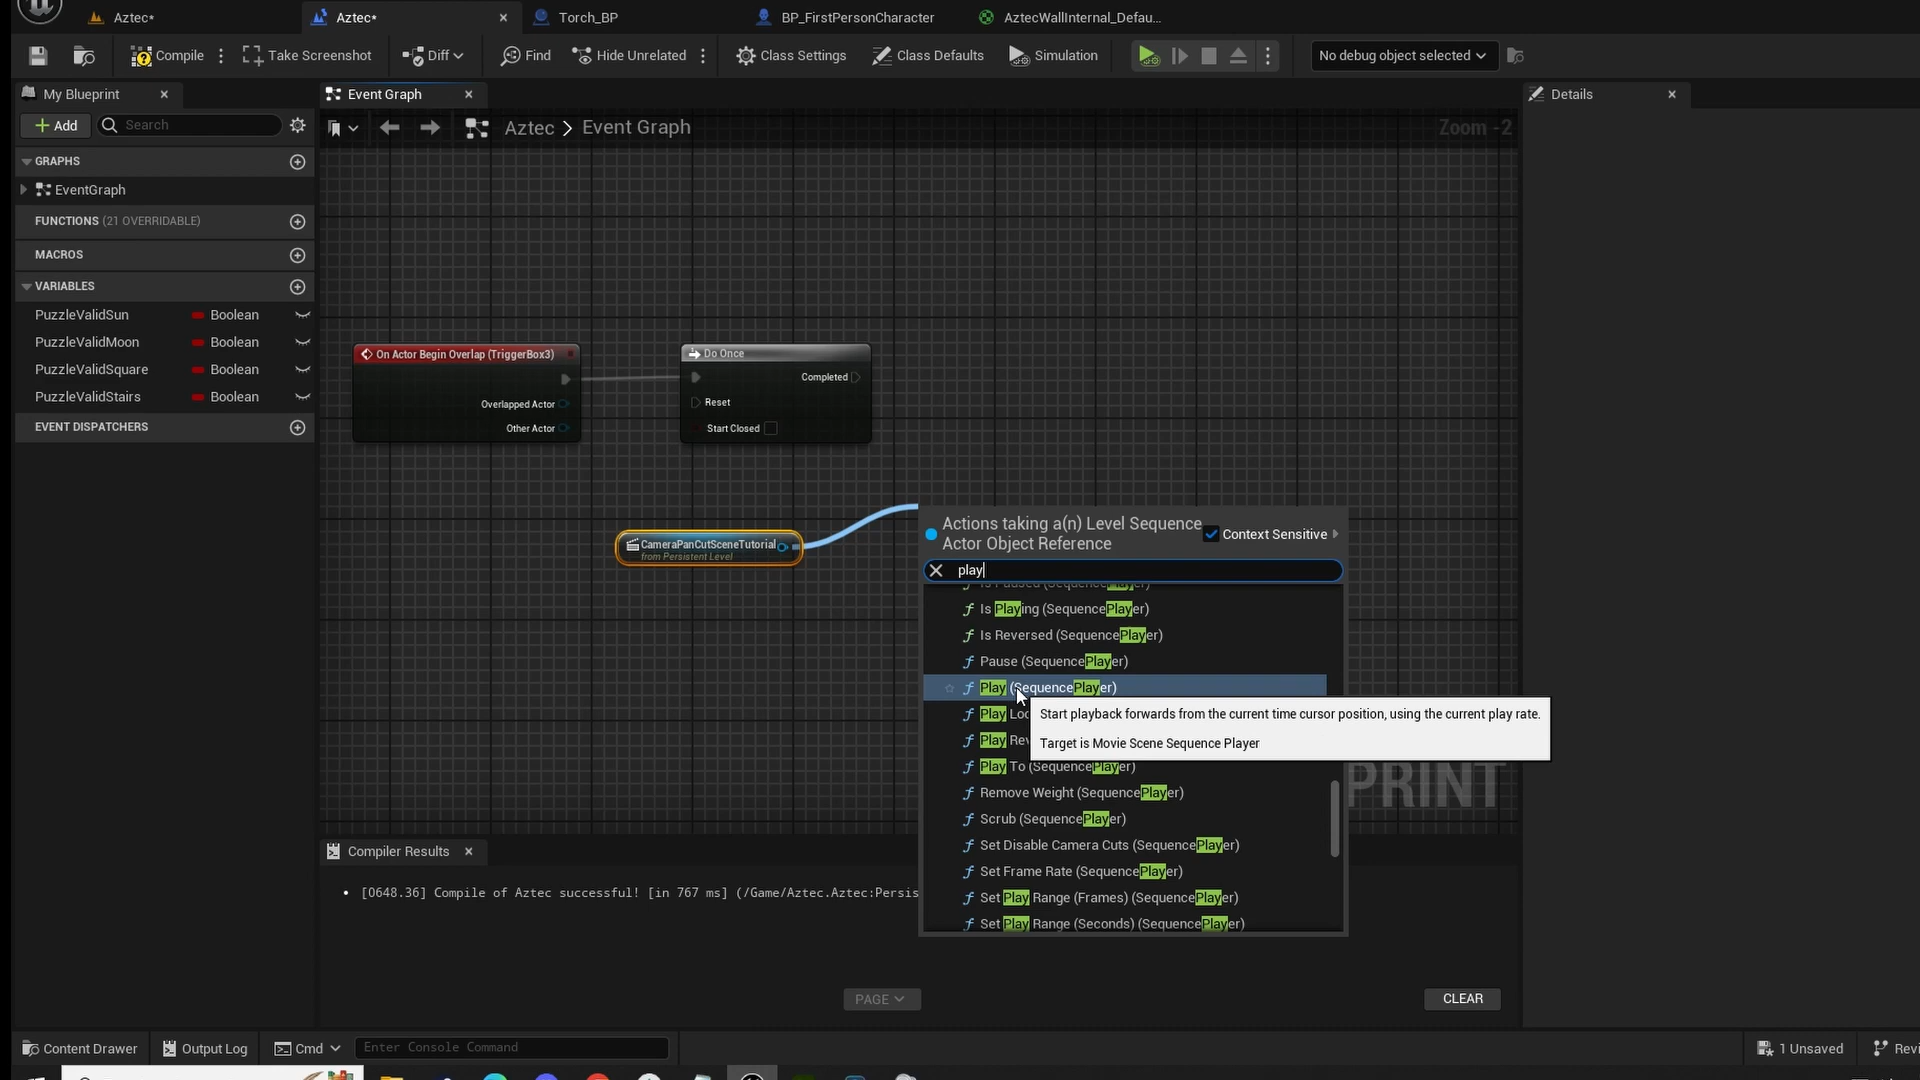 Aztec*
Aztec*
Torch_BP
BP_FirstPersonCharacter
AztecWallInternal_Defau...
Compile
Take Screenshot
Diff
Find
Hide Unrelated
Class Settings
Class Defaults
Simulation
No debug object selected
My Blueprint
Event Graph
Details
Add
Search
Aztec > Event Graph
Zoom -2
GRAPHS
EventGraph
FUNCTIONS (21 OVERRIDABLE)
MACROS
VARIABLES
PuzzleValidSun Boolean
PuzzleValidMoon Boolean
PuzzleValidSquare Boolean
PuzzleValidStairs Boolean
EVENT DISPATCHERS
On Actor Begin Overlap (TriggerBox3)
Overlapped Actor
Other Actor
Do Once
Completed
Reset
Start Closed
CameraPanCutSceneTutorial
from Persistent Level
Actions taking a(n) Level Sequence
Actor Object Reference
Context Sensitive
play
Is Paused (SequencePlayer)
Is Playing (SequencePlayer)
Is Reversed (SequencePlayer)
Pause (SequencePlayer)
Play (SequencePlayer)
Play Loo
Play Rev
Play To (SequencePlayer)
Remove Weight (SequencePlayer)
Scrub (SequencePlayer)
Set Disable Camera Cuts (SequencePlayer)
Set Frame Rate (SequencePlayer)
Set Play Range (Frames) (SequencePlayer)
Set Play Range (Seconds) (SequencePlayer)
Start playback forwards from the current time cursor position, using the current play rate.
Target is Movie Scene Sequence Player
PRINT
Compiler Results
[0648.36] Compile of Aztec successful! [in 767 ms] (/Game/Aztec.Aztec:Persis
PAGE
CLEAR
Content Drawer
Output Log
Cmd
Enter Console Command
1 Unsaved
Revi